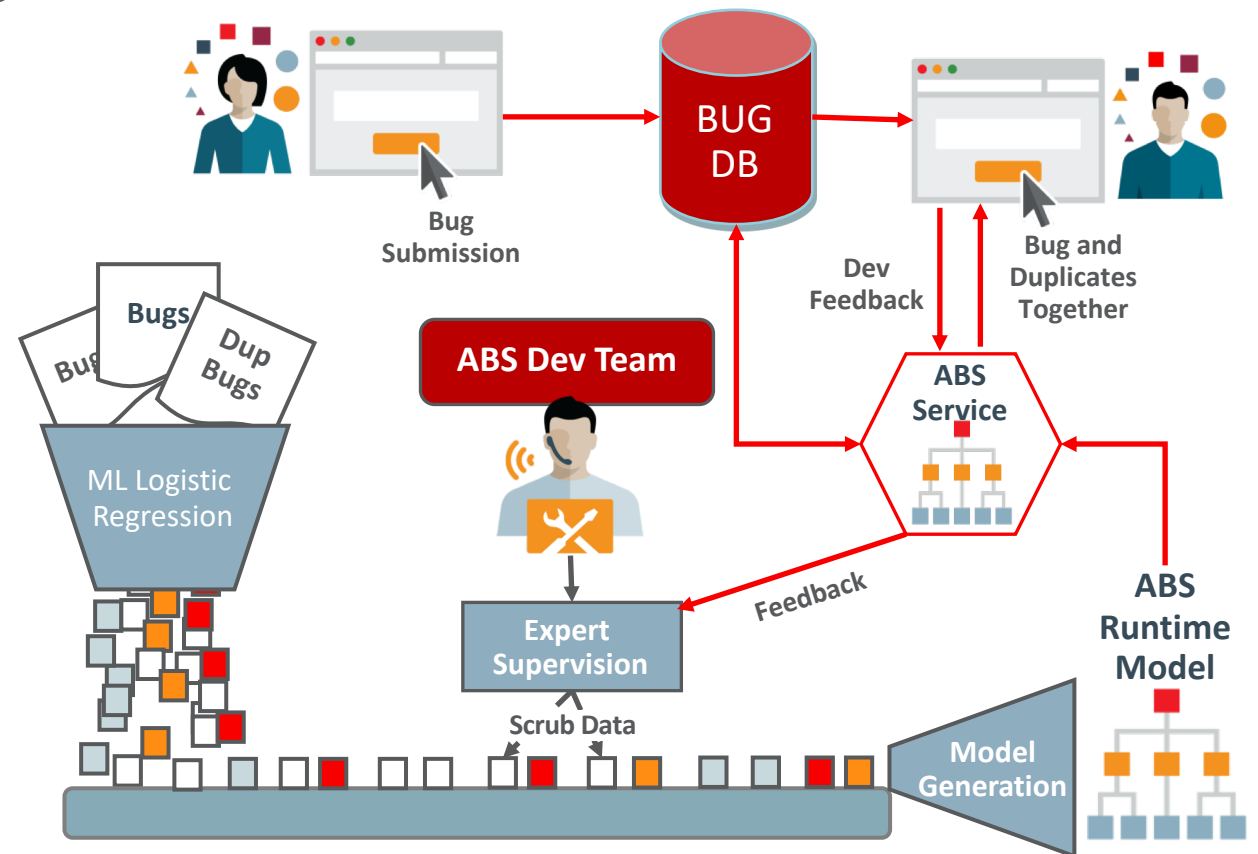 BUG
DB
Bug
Submission
Dev
Feedback
Bug and
Duplicates
Together
Bugs
Bug
Dup
Bugs
ABS Dev Team
ABS
Service
ML Logistic
Regression
Feedback
Expert
Supervision
ABS
Runtime
Model
Scrub Data
Model
Generation